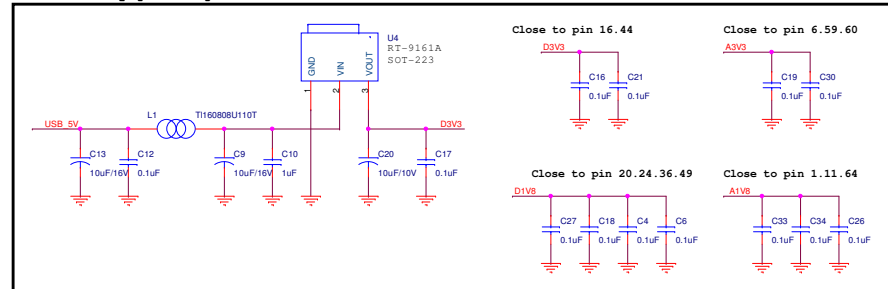 U4
RT-9161A
SOT-223
GND
VIN
VOUT
1
2
3
L1
TI160808U110T
USB_5V
D3V3
C13
10uF/16V
C12
0.1uF
C9
10uF/16V
C10
1uF
C20
10uF/10V
C17
0.1uF
Close to pin 16.44
D3V3
C16
0.1uF
C21
0.1uF
Close to pin 6.59.60
A3V3
C19
0.1uF
C30
0.1uF
Close to pin 20.24.36.49
D1V8
C27
0.1uF
C18
0.1uF
C4
0.1uF
C6
0.1uF
Close to pin 1.11.64
A1V8
C33
0.1uF
C34
0.1uF
C26
0.1uF